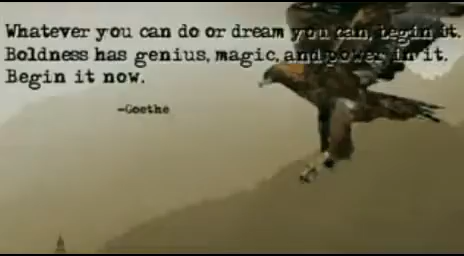 Whatever you can do or dream you can, begin it.
Boldness has genius, magic, and power in it.
Begin it now.
-Goethe